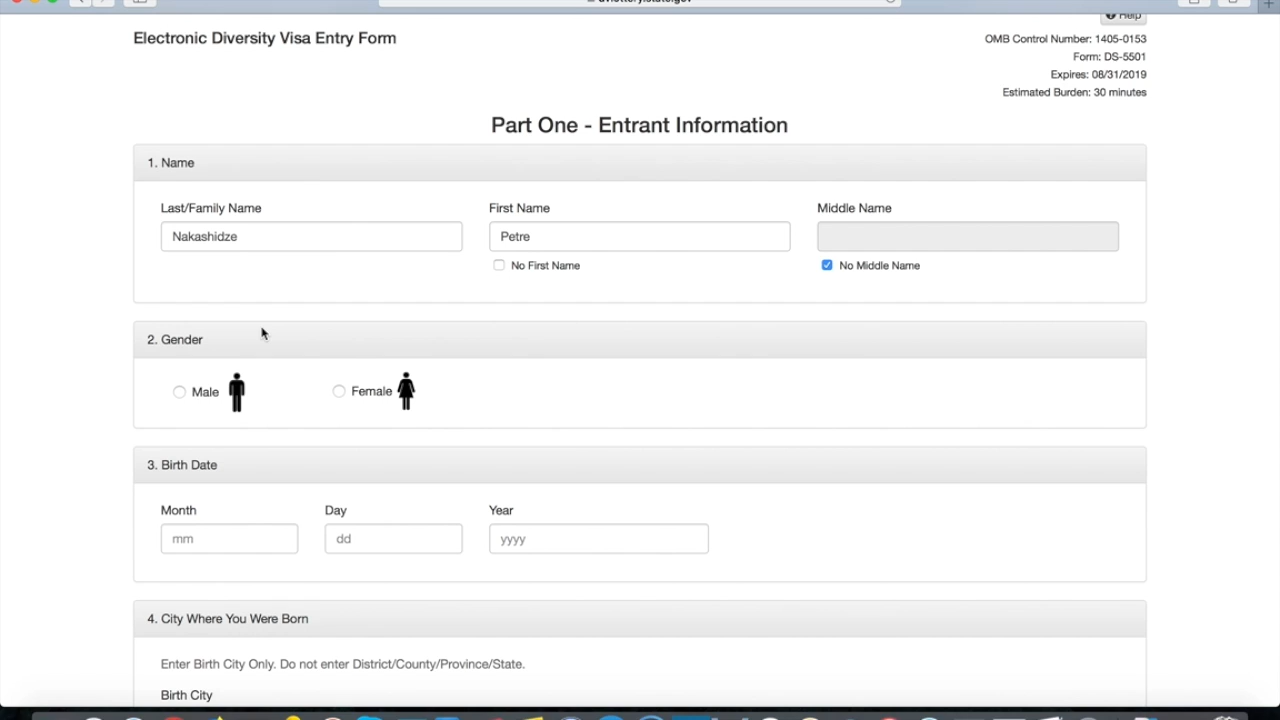 Help
Electronic Diversity Visa Entry Form
OMB Control Number: 1405-0153
Form: DS-5501
Expires: 08/31/2019
Estimated Burden: 30 minutes
Part One - Entrant Information
1. Name
Last/Family Name First Name Middle Name
Nakashidze Petre
No First Name No Middle Name
2. Gender
Male Female
3. Birth Date
Month Day Year
mm dd yyyy
4. City Where You Were Born
Enter Birth City Only. Do not enter District/County/Province/State.
Birth City